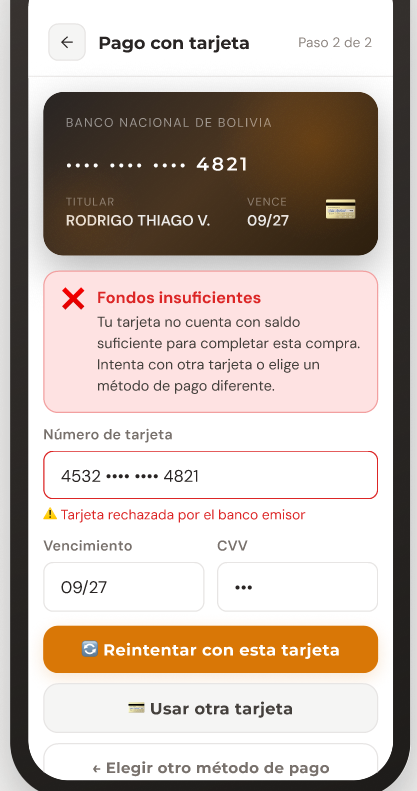 ←
Pago con tarjeta
Paso 2 de 2
BANCO NACIONAL DE BOLIVIA
•••• •••• •••• 4821
TITULAR
RODRIGO THIAGO V.
VENCE
09/27
Fondos insuficientes
Tu tarjeta no cuenta con saldo
suficiente para completar esta compra.
Intenta con otra tarjeta o elige un
método de pago diferente.
Número de tarjeta
4532 •••• •••• 4821
Tarjeta rechazada por el banco emisor
Vencimiento
CVV
09/27
•••
Reintentar con esta tarjeta
Usar otra tarjeta
← Elegir otro método de pago